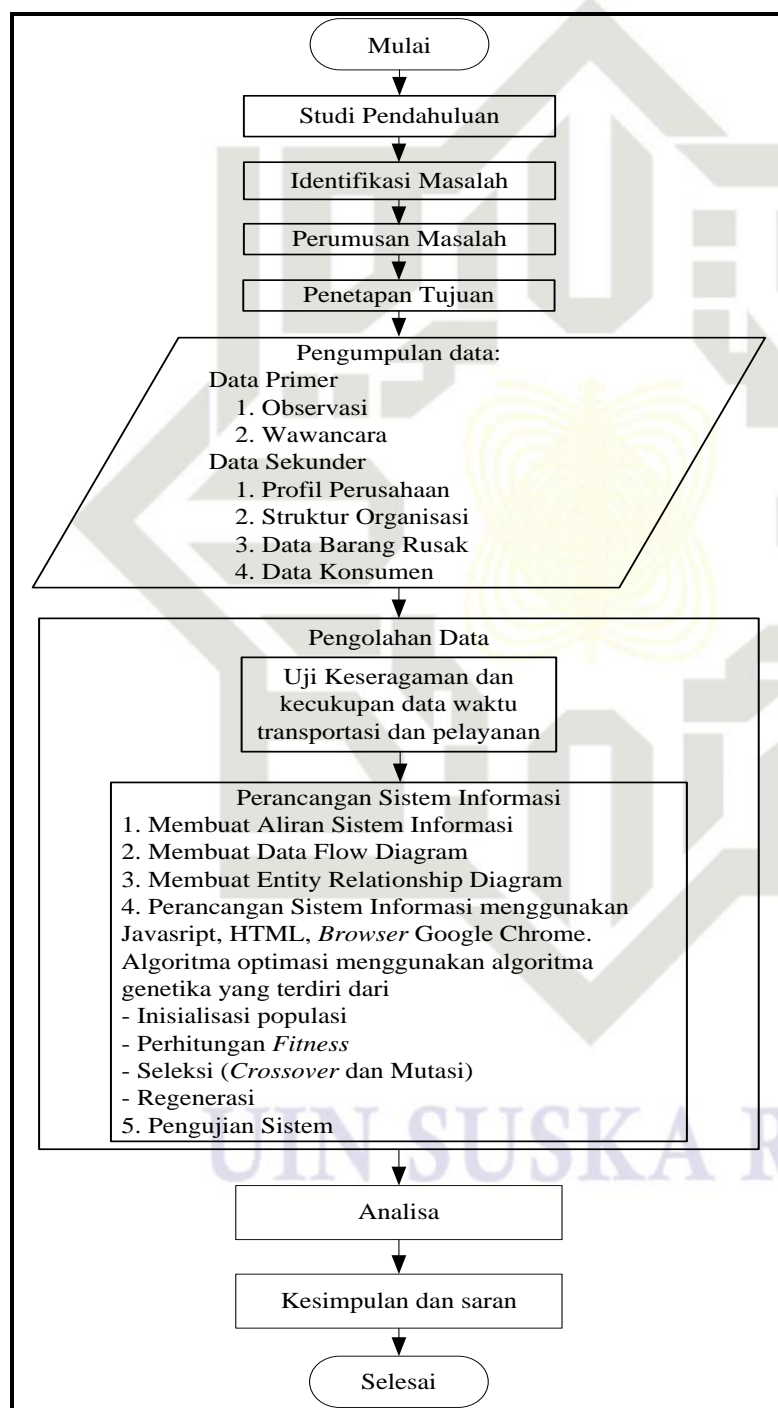 Mulai
Studi Pendahuluan
Identifikasi Masalah
Perumusan Masalah
Penetapan Tujuan
Pengumpulan data:
Data Primer
1. Observasi
2. Wawancara
Data Sekunder
1. Profil Perusahaan
2. Struktur Organisasi
3. Data Barang Rusak
4. Data Konsumen
Pengolahan Data
Uji Keseragaman dan
kecukupan data waktu
transportasi dan pelayanan
Perancangan Sistem Informasi
1. Membuat Aliran Sistem Informasi
2. Membuat Data Flow Diagram
3. Membuat Entity Relationship Diagram
4. Perancangan Sistem Informasi menggunakan
Javasript, HTML, Browser Google Chrome.
Algoritma optimasi menggunakan algoritma
genetika yang terdiri dari
- Inisialisasi populasi
- Perhitungan Fitness
- Seleksi (Crossover dan Mutasi)
- Regenerasi
5. Pengujian Sistem
UIN SUSKA R
Analisa
Kesimpulan dan saran
Selesai